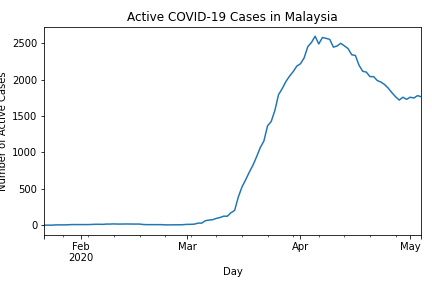 Active COVID-19 Cases in Malaysia
Number of Active Cases
2500
2000
1500
1000
500
0
Feb
2020
Mar
Apr
May
Day